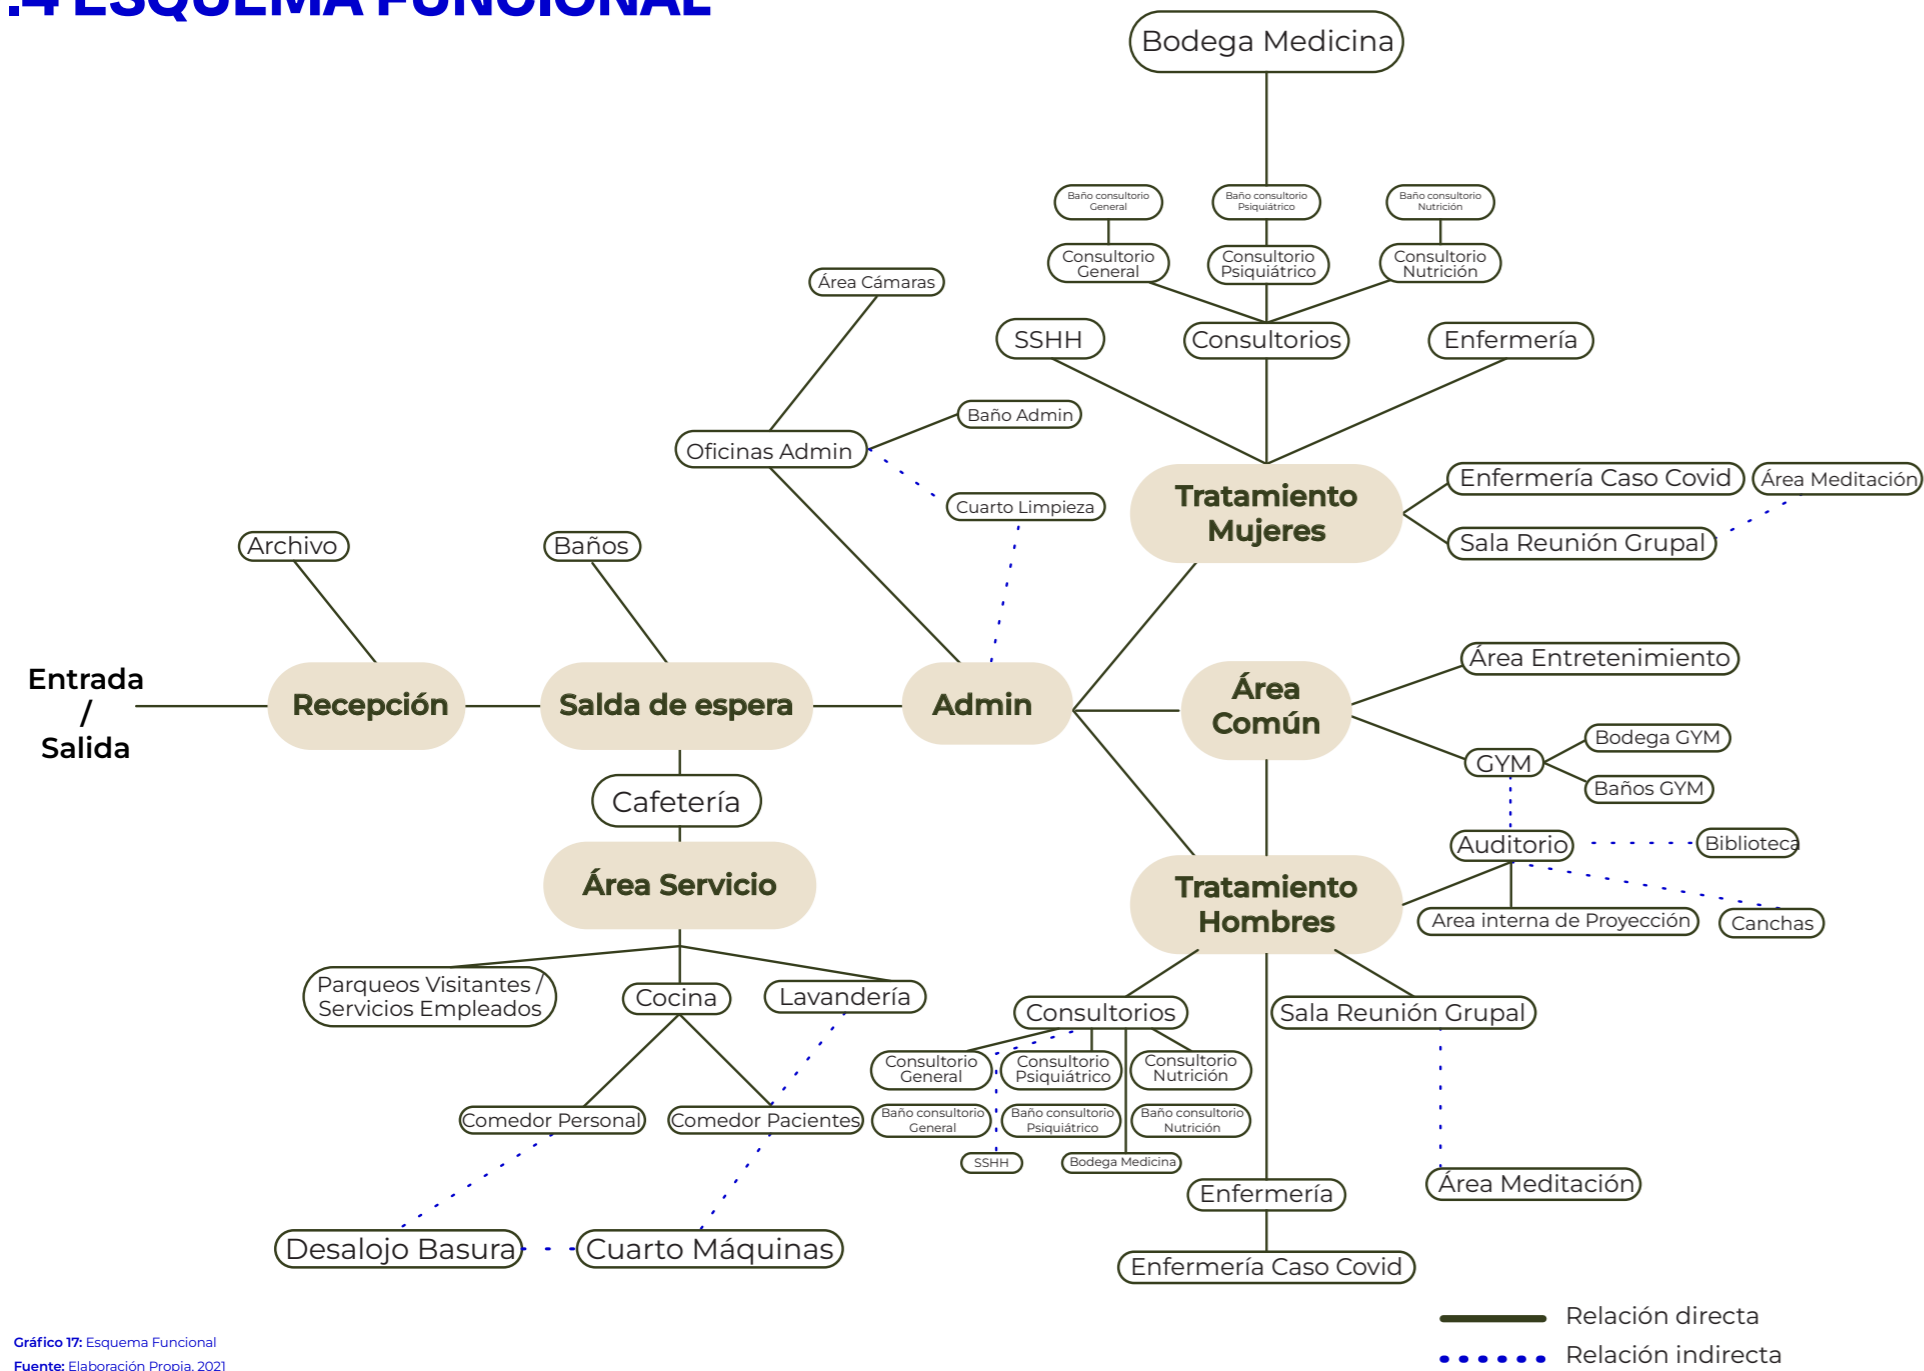 .4 ESQUEMA FUNCIONAL
Bodega Medicina
Baño consultorio
General
Baño consultorio
Psiquiátrico
Baño consultorio
Nutrición
Consultorio
General
Consultorio
Psiquiátrico
Consultorio
Nutrición
Área Cámaras
SSHH
Consultorios
Enfermería
Baño Admin
Oficinas Admin
Cuarto Limpieza
Tratamiento
Mujeres
Enfermería Caso Covid
Área Meditación
Sala Reunión Grupal
Archivo
Baños
Entrada
/
Salida
Recepción
Salda de espera
Admin
Área
Común
Área Entretenimiento
GYM
Bodega GYM
Baños GYM
Cafetería
Auditorio
Biblioteca
Área Servicio
Tratamiento
Hombres
Area interna de Proyección
Canchas
Parqueos Visitantes /
Servicios Empleados
Cocina
Lavandería
Consultorios
Sala Reunión Grupal
Consultorio
General
Consultorio
Psiquiátrico
Consultorio
Nutrición
Comedor Personal
Comedor Pacientes
Baño consultorio
General
Baño consultorio
Psiquiátrico
Baño consultorio
Nutrición
SSHH
Bodega Medicina
Enfermería
Área Meditación
Desalojo Basura
Cuarto Máquinas
Enfermería Caso Covid
Relación directa
Relación indirecta
Gráfico 17: Esquema Funcional
Fuente: Elaboración Propia, 2021